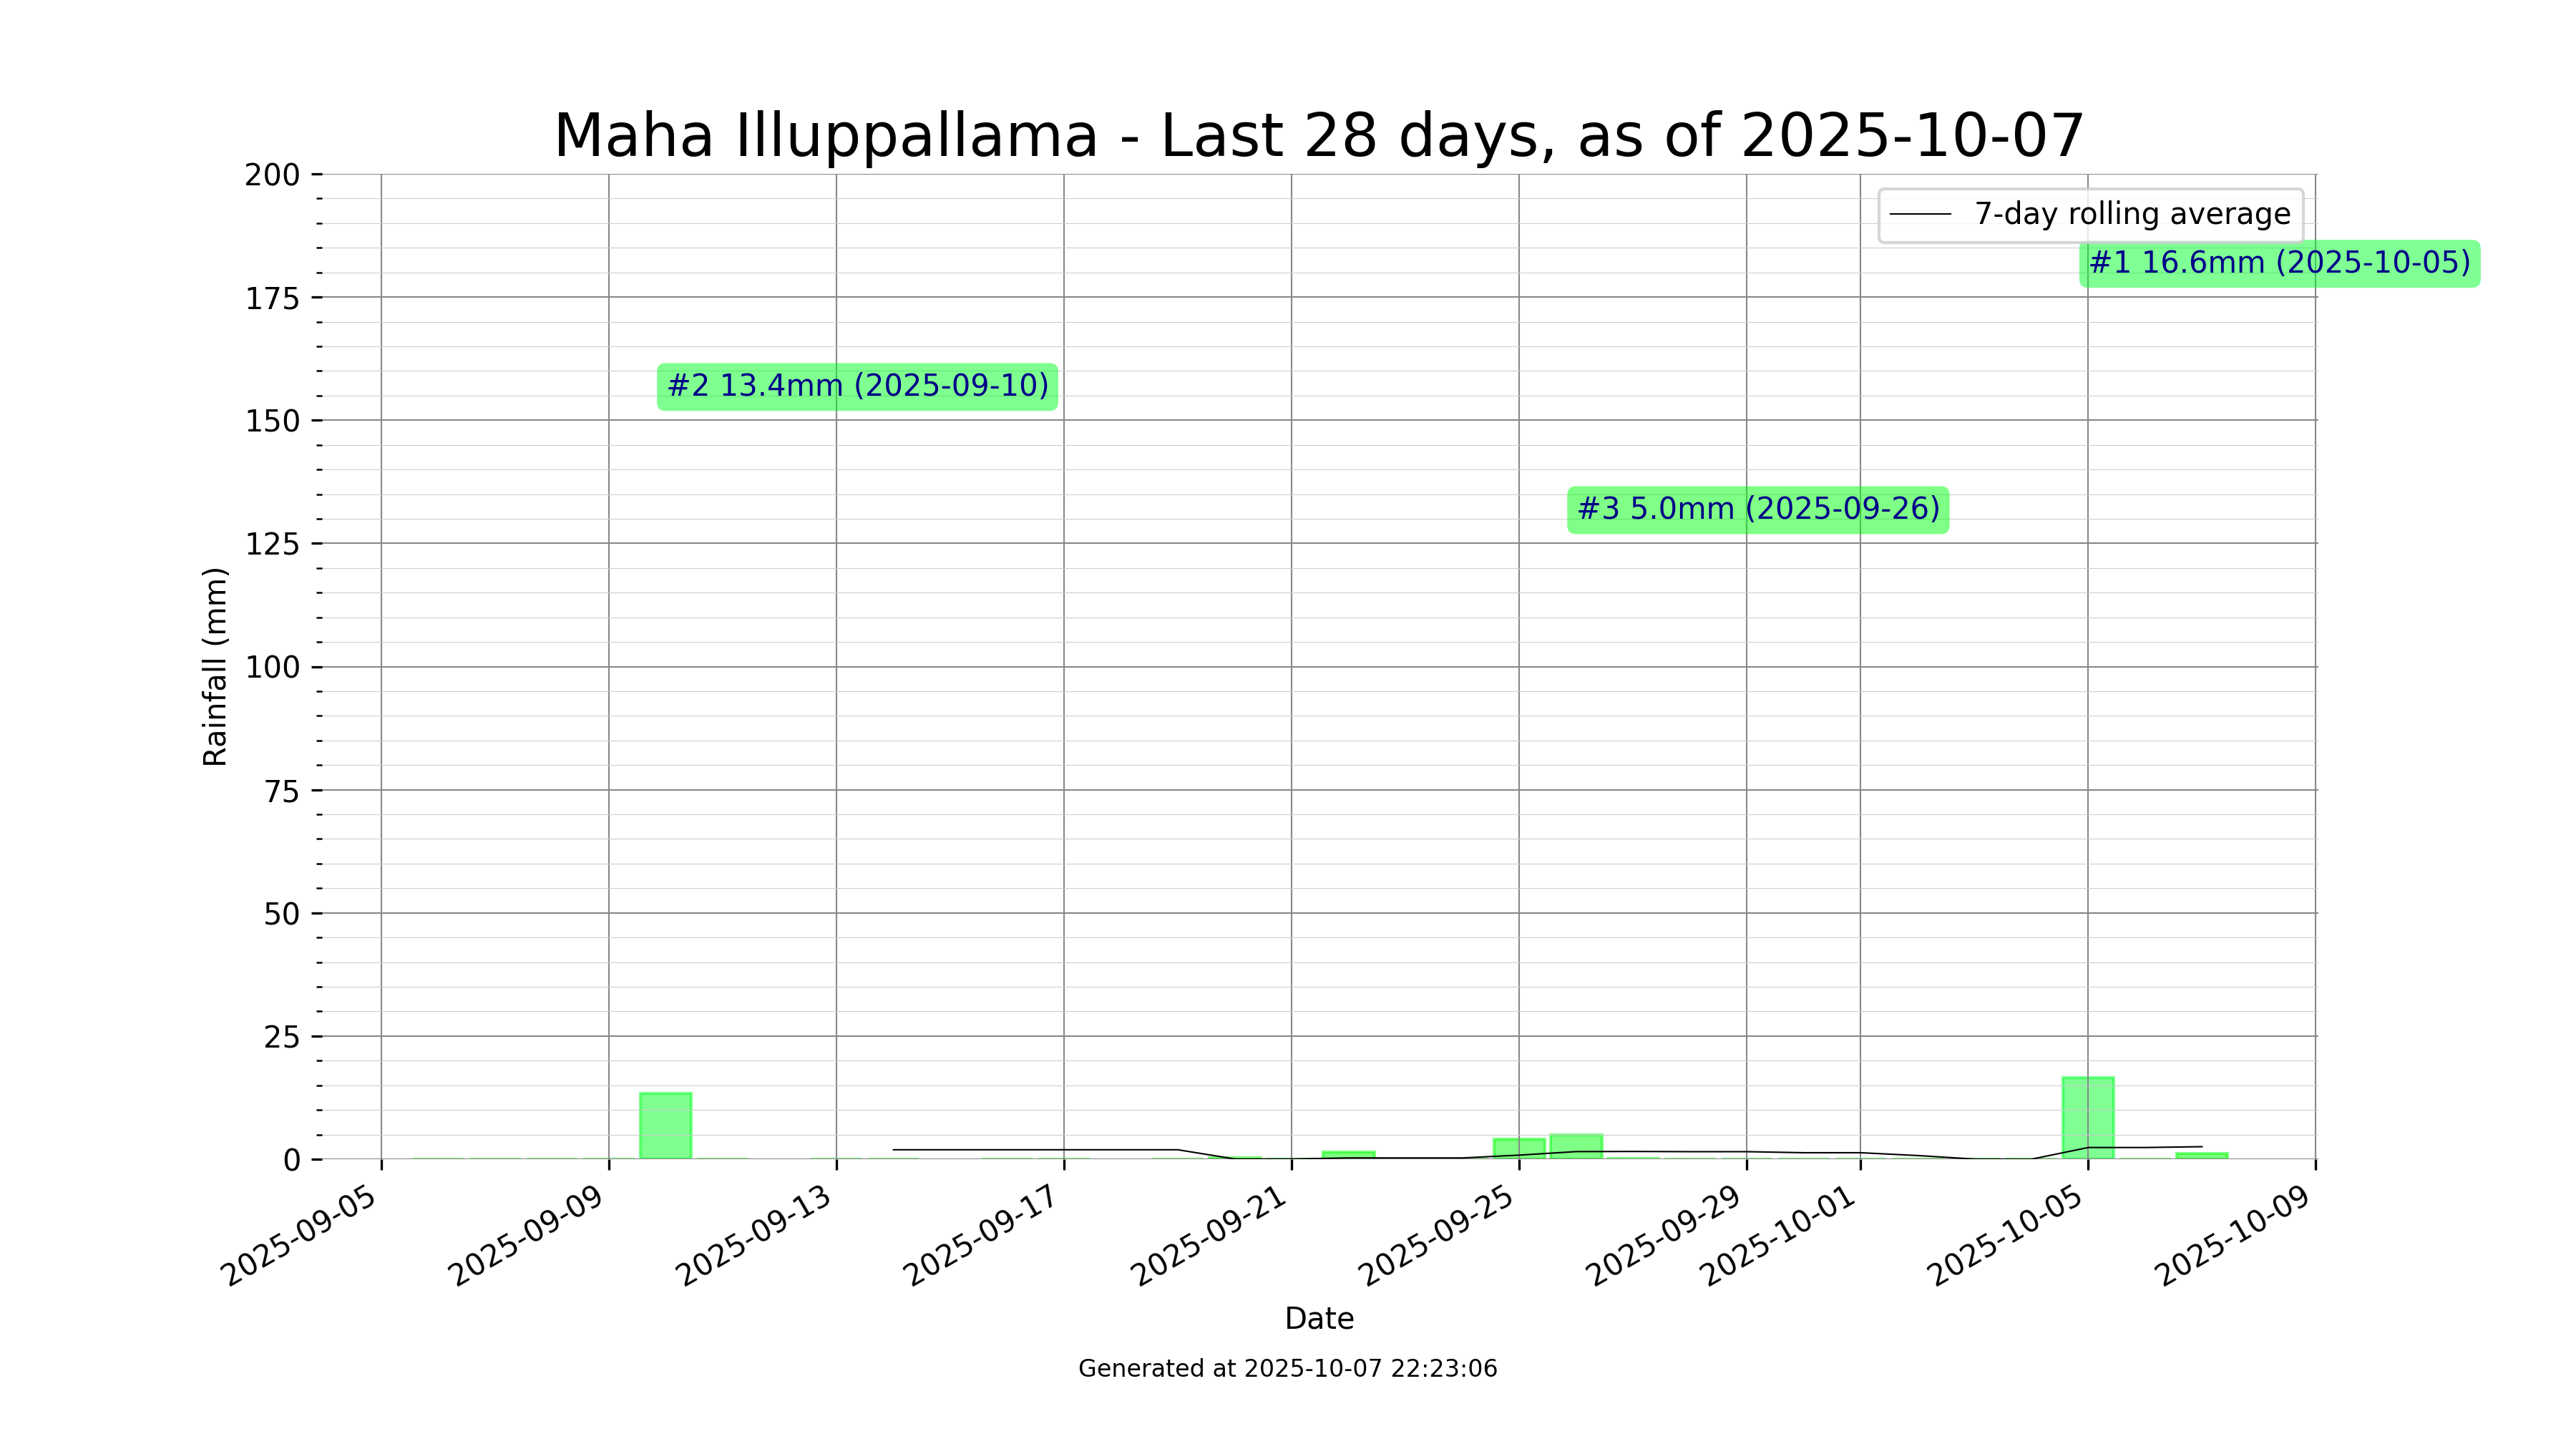 Maha Illuppallama - Last 28 days, as of 2025-10-07
200
175
150
125
100
75
50
25
0
Rainfall (mm)
7-day rolling average
#1 16.6mm (2025-10-05)
#2 13.4mm (2025-09-10)
#3 5.0mm (2025-09-26)
2025-09-05
2025-09-09
2025-09-13
2025-09-17
2025-09-21
2025-09-25
2025-09-29
2025-10-01
2025-10-05
2025-10-09
Date
Generated at 2025-10-07 22:23:06